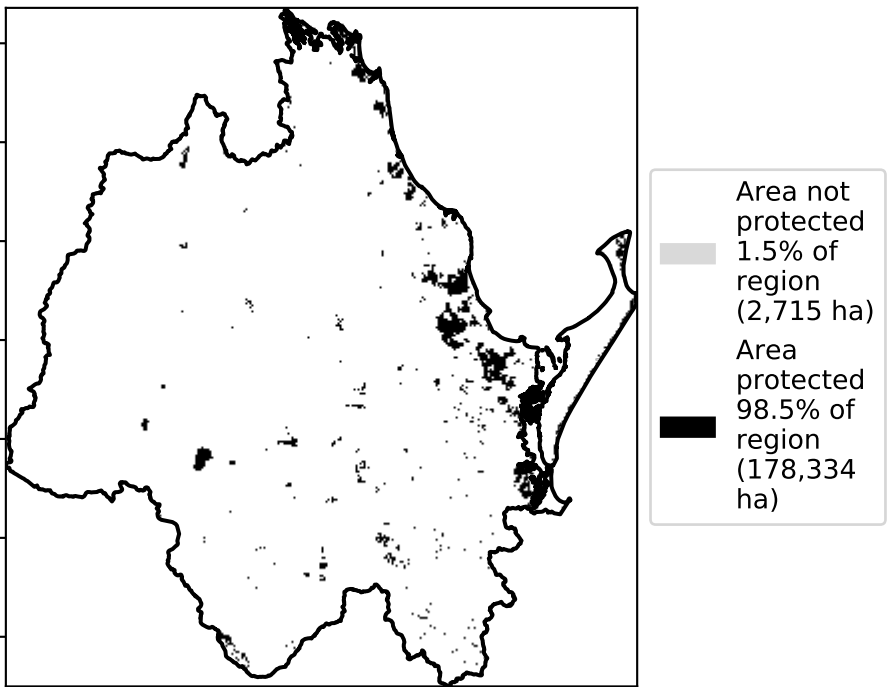 Area not
protected
1.5% of
region
(2,715 ha)
Area
protected
98.5% of
region
(178,334
ha)